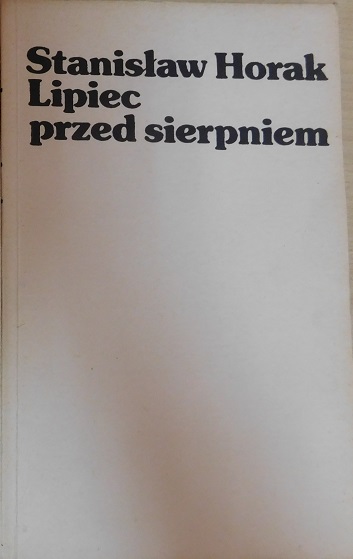 Stanisław Horak
Lipiec
przed sierpniem